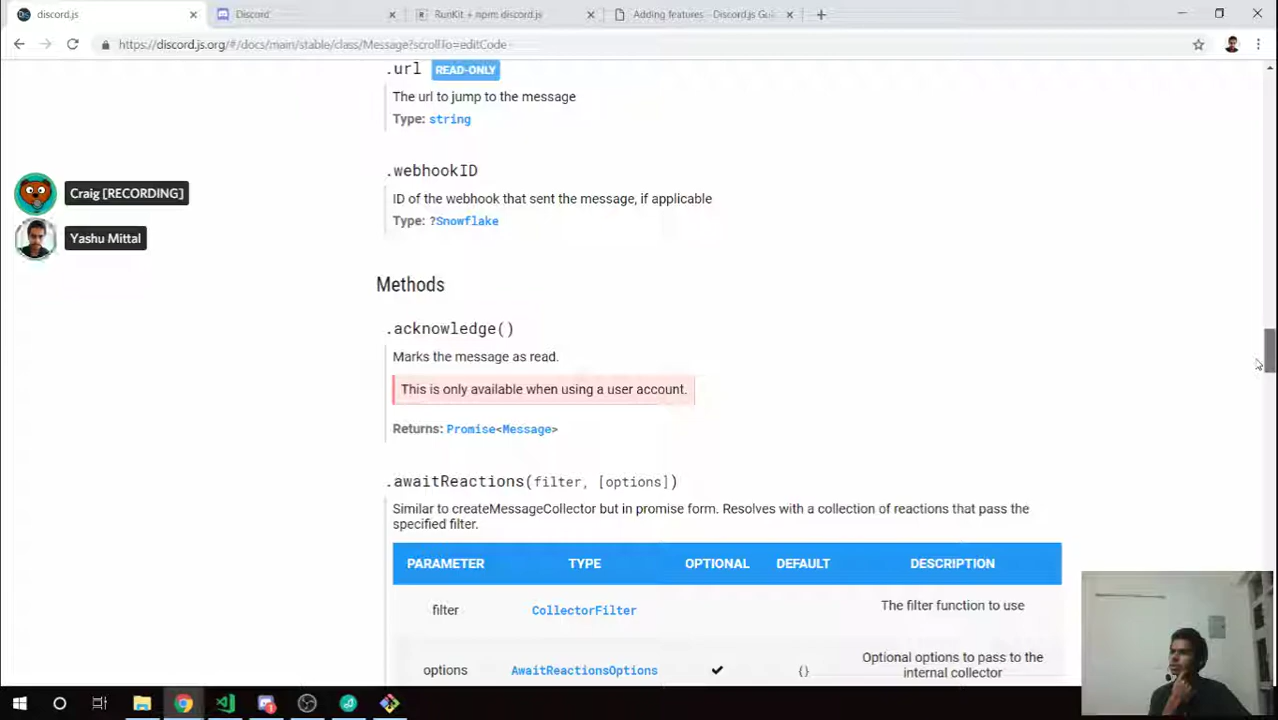 discord.js
Discord
RunKit + npm: discord.js
Adding features - Discord.js Gui
https://discord.js.org/#/docs/main/stable/class/Message?scrollTo=editCode
.url READ-ONLY
The url to jump to the message
Type: string
Craig [RECORDING]
.webhookID
ID of the webhook that sent the message, if applicable
Type: ?Snowflake
Yashu Mittal
Methods
.acknowledge()
Marks the message as read.
This is only available when using a user account.
Returns: Promise<Message>
.awaitReactions(filter, [options])
Similar to createMessageCollector but in promise form. Resolves with a collection of reactions that pass the
specified filter.
PARAMETER TYPE OPTIONAL DEFAULT DESCRIPTION
filter CollectorFilter The filter function to use
options AwaitReactionsOptions ✓ {} Optional options to pass to the
internal collector